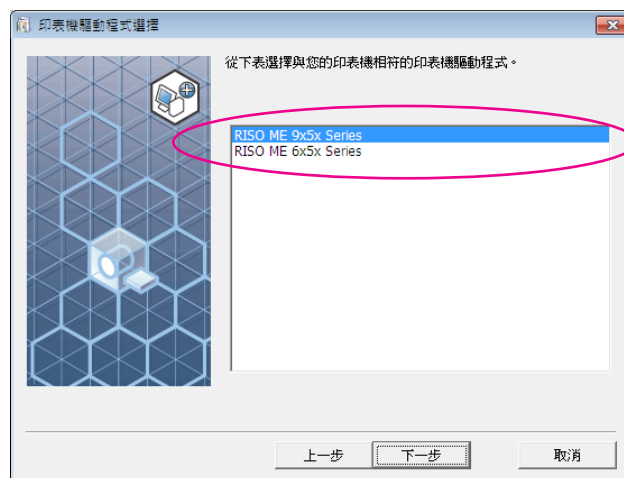 印表機驅動程式選擇
從下表選擇與您的印表機相符的印表機驅動程式。
RISO ME 9x5x Series
RISO ME 6x5x Series
上一步
下一步
取消